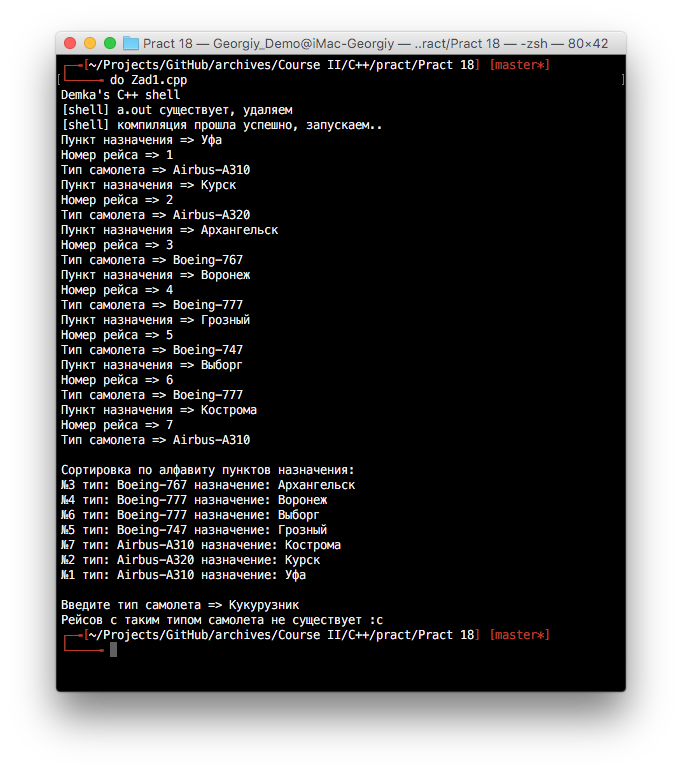 Pract 18 — Georgiy_Demo@iMac-Georgiy — ..ract/Pract 18 — -zsh — 80×42
[~/Projects/GitHub/archives/Course II/C++/pract/Pract 18] [master*]
do Zad1.cpp
Demka's C++ shell
[shell] a.out существует, удаляем
[shell] компиляция прошла успешно, запускаем..
Пункт назначения => Уфа
Номер рейса => 1
Тип самолета => Airbus-A310
Пункт назначения => Курск
Номер рейса => 2
Тип самолета => Airbus-A320
Пункт назначения => Архангельск
Номер рейса => 3
Тип самолета => Boeing-767
Пункт назначения => Воронеж
Номер рейса => 4
Тип самолета => Boeing-777
Пункт назначения => Грозный
Номер рейса => 5
Тип самолета => Boeing-747
Пункт назначения => Выборг
Номер рейса => 6
Тип самолета => Boeing-777
Пункт назначения => Кострома
Номер рейса => 7
Тип самолета => Airbus-A310
Сортировка по алфавиту пунктов назначения:
№3 тип: Boeing-767 назначение: Архангельск
№4 тип: Boeing-777 назначение: Воронеж
№6 тип: Boeing-777 назначение: Выборг
№5 тип: Boeing-747 назначение: Грозный
№7 тип: Airbus-A310 назначение: Кострома
№2 тип: Airbus-A320 назначение: Курск
№1 тип: Airbus-A310 назначение: Уфа
Введите тип самолета => Кукурузник
Рейсов с таким типом самолета не существует :с
[~/Projects/GitHub/archives/Course II/C++/pract/Pract 18] [master*]